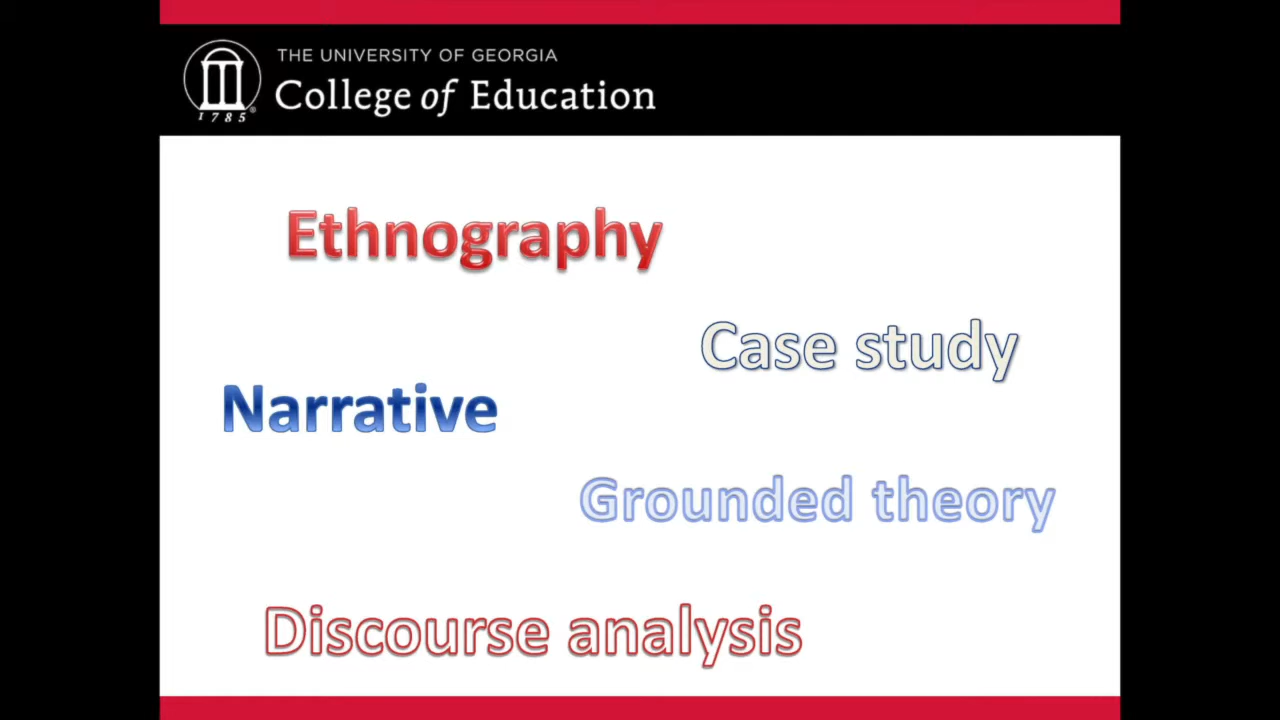 THE UNIVERSITY OF GEORGIA
College of Education
1785
Ethnography
Case study
Narrative
Grounded theory
Discourse analysis